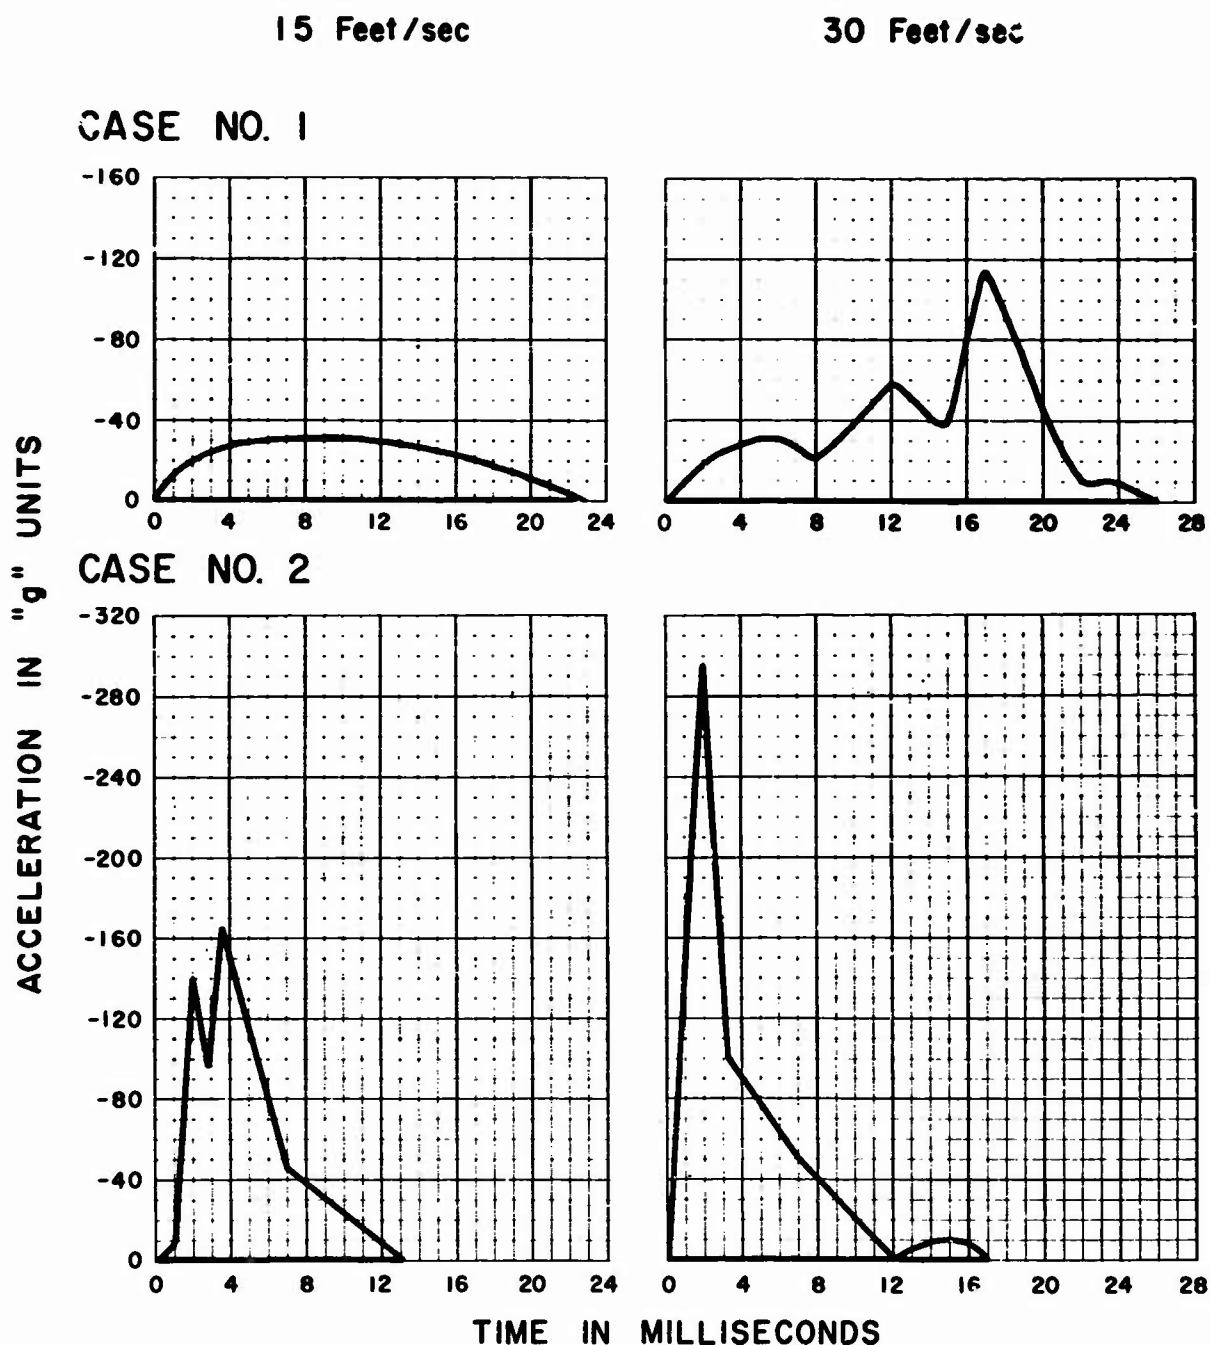 15 Feet/sec
30 Feet/sec
CASE NO. 1
-160
-120
-80
-40
0
0 4 8 12 16 20 24
0 4 8 12 16 20 24 28
CASE NO. 2
-320
-280
-240
-200
-160
-120
-80
-40
0
0 4 8 12 16 20 24
0 4 8 12 16 20 24 28
ACCELERATION IN "g" UNITS
TIME IN MILLISECONDS